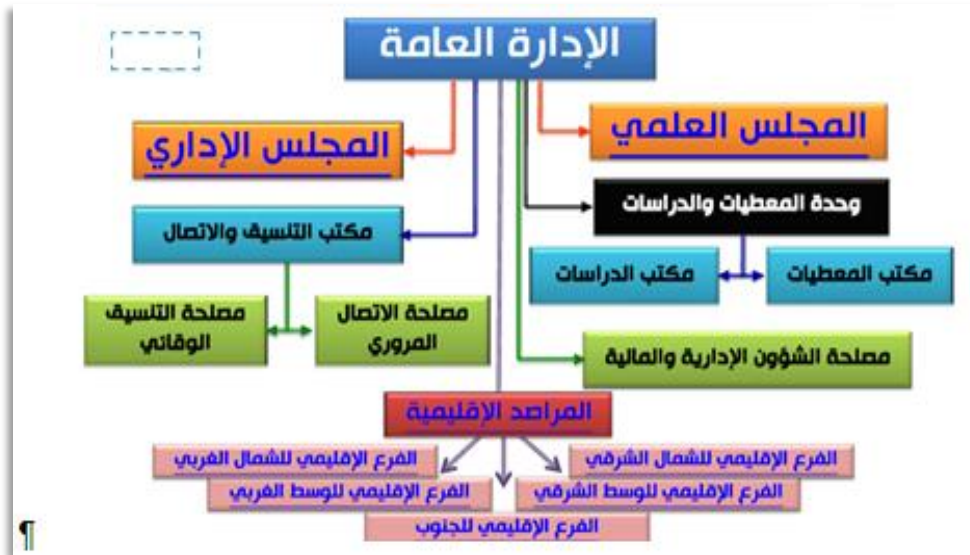 الإدارة العامة
المجلس العلمي
المجلس الإداري
وحدة المعطيات والدراسات
مكتب التنسيق والاتصال
مكتب المعطيات
مكتب الدراسات
مصلحة الاتصال
المروري
مصلحة التنسيق
الوقائي
مصلحة الشؤون الإدارية والمالية
المراصد الإقليمية
الفرع الإقليمي للشمال الشرقي
الفرع الإقليمي للشمال الغربي
الفرع الإقليمي للوسط الشرقي
الفرع الإقليمي للوسط الغربي
الفرع الإقليمي للجنوب
¶